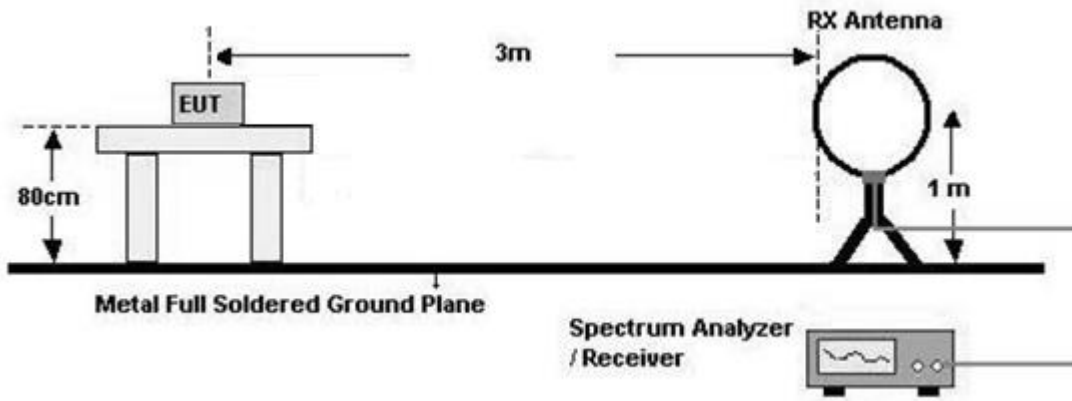 RX Antenna
3m
EUT
80cm
1 m
Metal Full Soldered Ground Plane
Spectrum Analyzer
/ Receiver